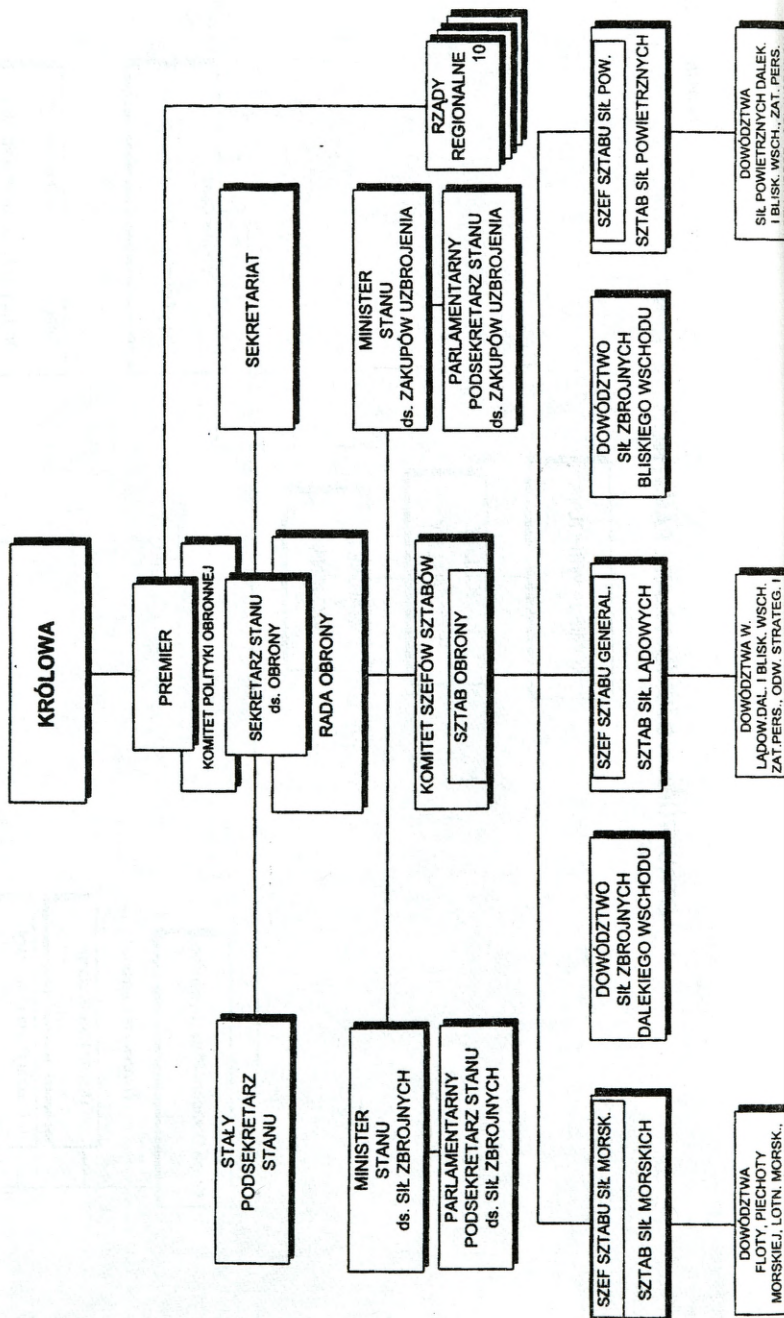 KRÓLOWA
PREMIER
KOMITET POLITYKI OBRONNEJ
SEKRETARZ STANU
ds. OBRONY
RADA OBRONY
STAŁY
PODSEKRETARZ
STANU
SEKRETARIAT
RZĄDY
REGIONALNE
10
MINISTER
STANU
ds. SIŁ ZBROJNYCH
PARLAMENTARNY
PODSEKRETARZ STANU
ds. SIŁ ZBROJNYCH
MINISTER
STANU
ds. ZAKUPÓW UZBROJENIA
PARLAMENTARNY
PODSEKRETARZ STANU
ds. ZAKUPÓW UZBROJENIA
KOMITET SZEFÓW SZTABÓW
SZTAB OBRONY
SZEF SZTABU SIŁ MORSK.
SZTAB SIŁ MORSKICH
DOWÓDZTWO
SIŁ ZBROJNYCH
DALEKIEGO WSCHODU
SZEF SZTABU GENERAL.
SZTAB SIŁ LĄDOWYCH
DOWÓDZTWO
SIŁ ZBROJNYCH
BLISKIEGO WSCHODU
SZEF SZTABU SIŁ POW.
SZTAB SIŁ POWIETRZNYCH
DOWÓDZTWA
FLOTY, PIECHOTY
MORSKIEJ, LOTN. MORSK.,
DOWÓDZTWA W.
LĄDOW.DAL. I BLISK. WSCH.
ZAT.PERS., ODW. STRATEG. I
DOWÓDZTWA
SIŁ POWIETRZNYCH DALEK.
I BLISK. WSCH., ZAT. PERS.